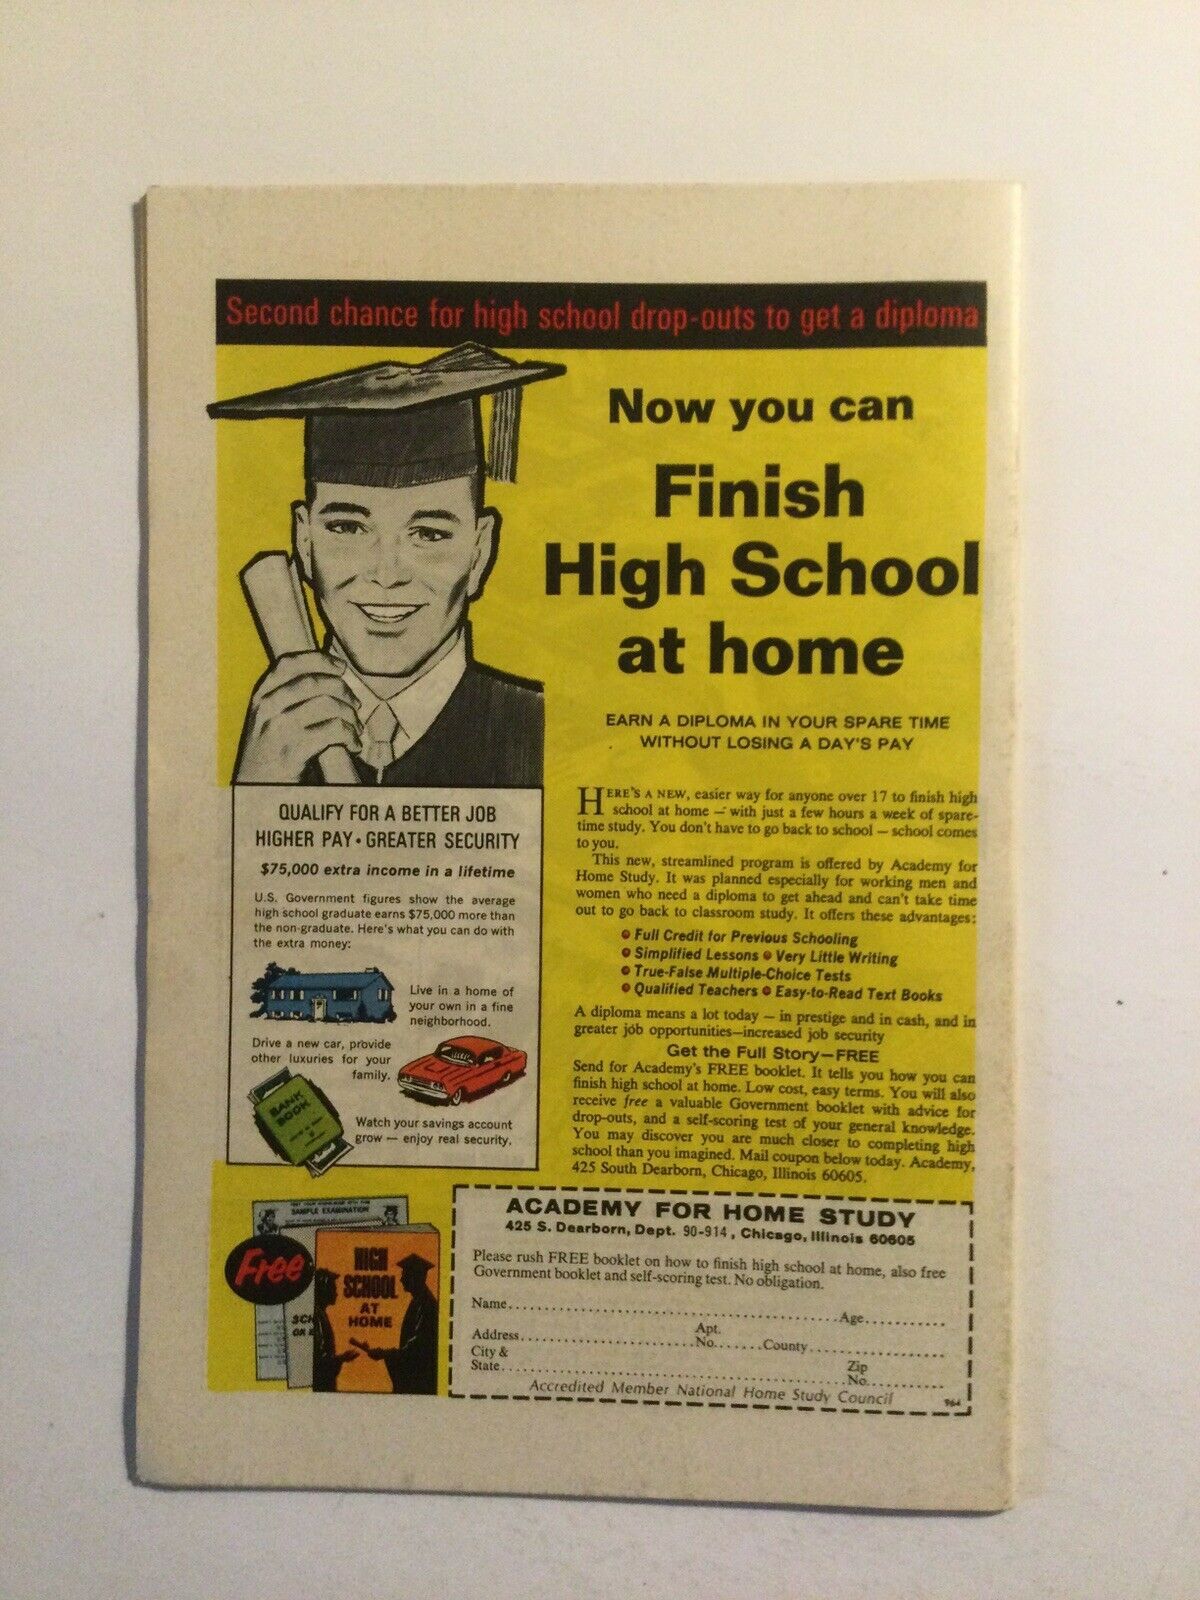 Second chance for high school drop-outs to get a diploma
Now you can
Finish
High School
at home
EARN A DIPLOMA IN YOUR SPARE TIME
WITHOUT LOSING A DAY'S PAY
HERE'S A NEW, easier way for anyone over 17 to finish high
school at home — with just a few hours a week of spare-
time study. You don't have to go back to school — school comes
to you.
This new, streamlined program is offered by Academy for
Home Study. It was planned especially for working men and
women who need a diploma to get ahead and can't take time
out to go back to classroom study. It offers these advantages:
• Full Credit for Previous Schooling
• Simplified Lessons • Very Little Writing
• True-False Multiple-Choice Tests
• Qualified Teachers • Easy-to-Read Text Books
A diploma means a lot today — in prestige and in cash, and in
greater job opportunities—increased job security
Get the Full Story—FREE
Send for Academy's FREE booklet. It tells you how you can
finish high school at home. Low cost, easy terms. You will also
receive free a valuable Government booklet with advice for
drop-outs, and a self-scoring test of your general knowledge.
You may discover you are much closer to completing high
school than you imagined. Mail coupon below today. Academy,
425 South Dearborn, Chicago, Illinois 60605.
QUALIFY FOR A BETTER JOB
HIGHER PAY • GREATER SECURITY
$75,000 extra income in a lifetime
U.S. Government figures show the average
high school graduate earns $75,000 more than
the non-graduate. Here's what you can do with
the extra money:
Live in a home of
your own in a fine
neighborhood.
Drive a new car, provide
other luxuries for your
family.
BANK
BOOK
Watch your savings account
grow — enjoy real security.
SAMPLE EXAMINATION
Free
HIGH
SCHOOL
AT
HOME
ACADEMY FOR HOME STUDY
425 S. Dearborn, Dept. 90-914, Chicago, Illinois 60605
Please rush FREE booklet on how to finish high school at home, also free
Government booklet and self-scoring test. No obligation.
Name..........Age..........
Address..........Apt. No.......County..........
City &
State..........Zip No..........
Accredited Member National Home Study Council
964